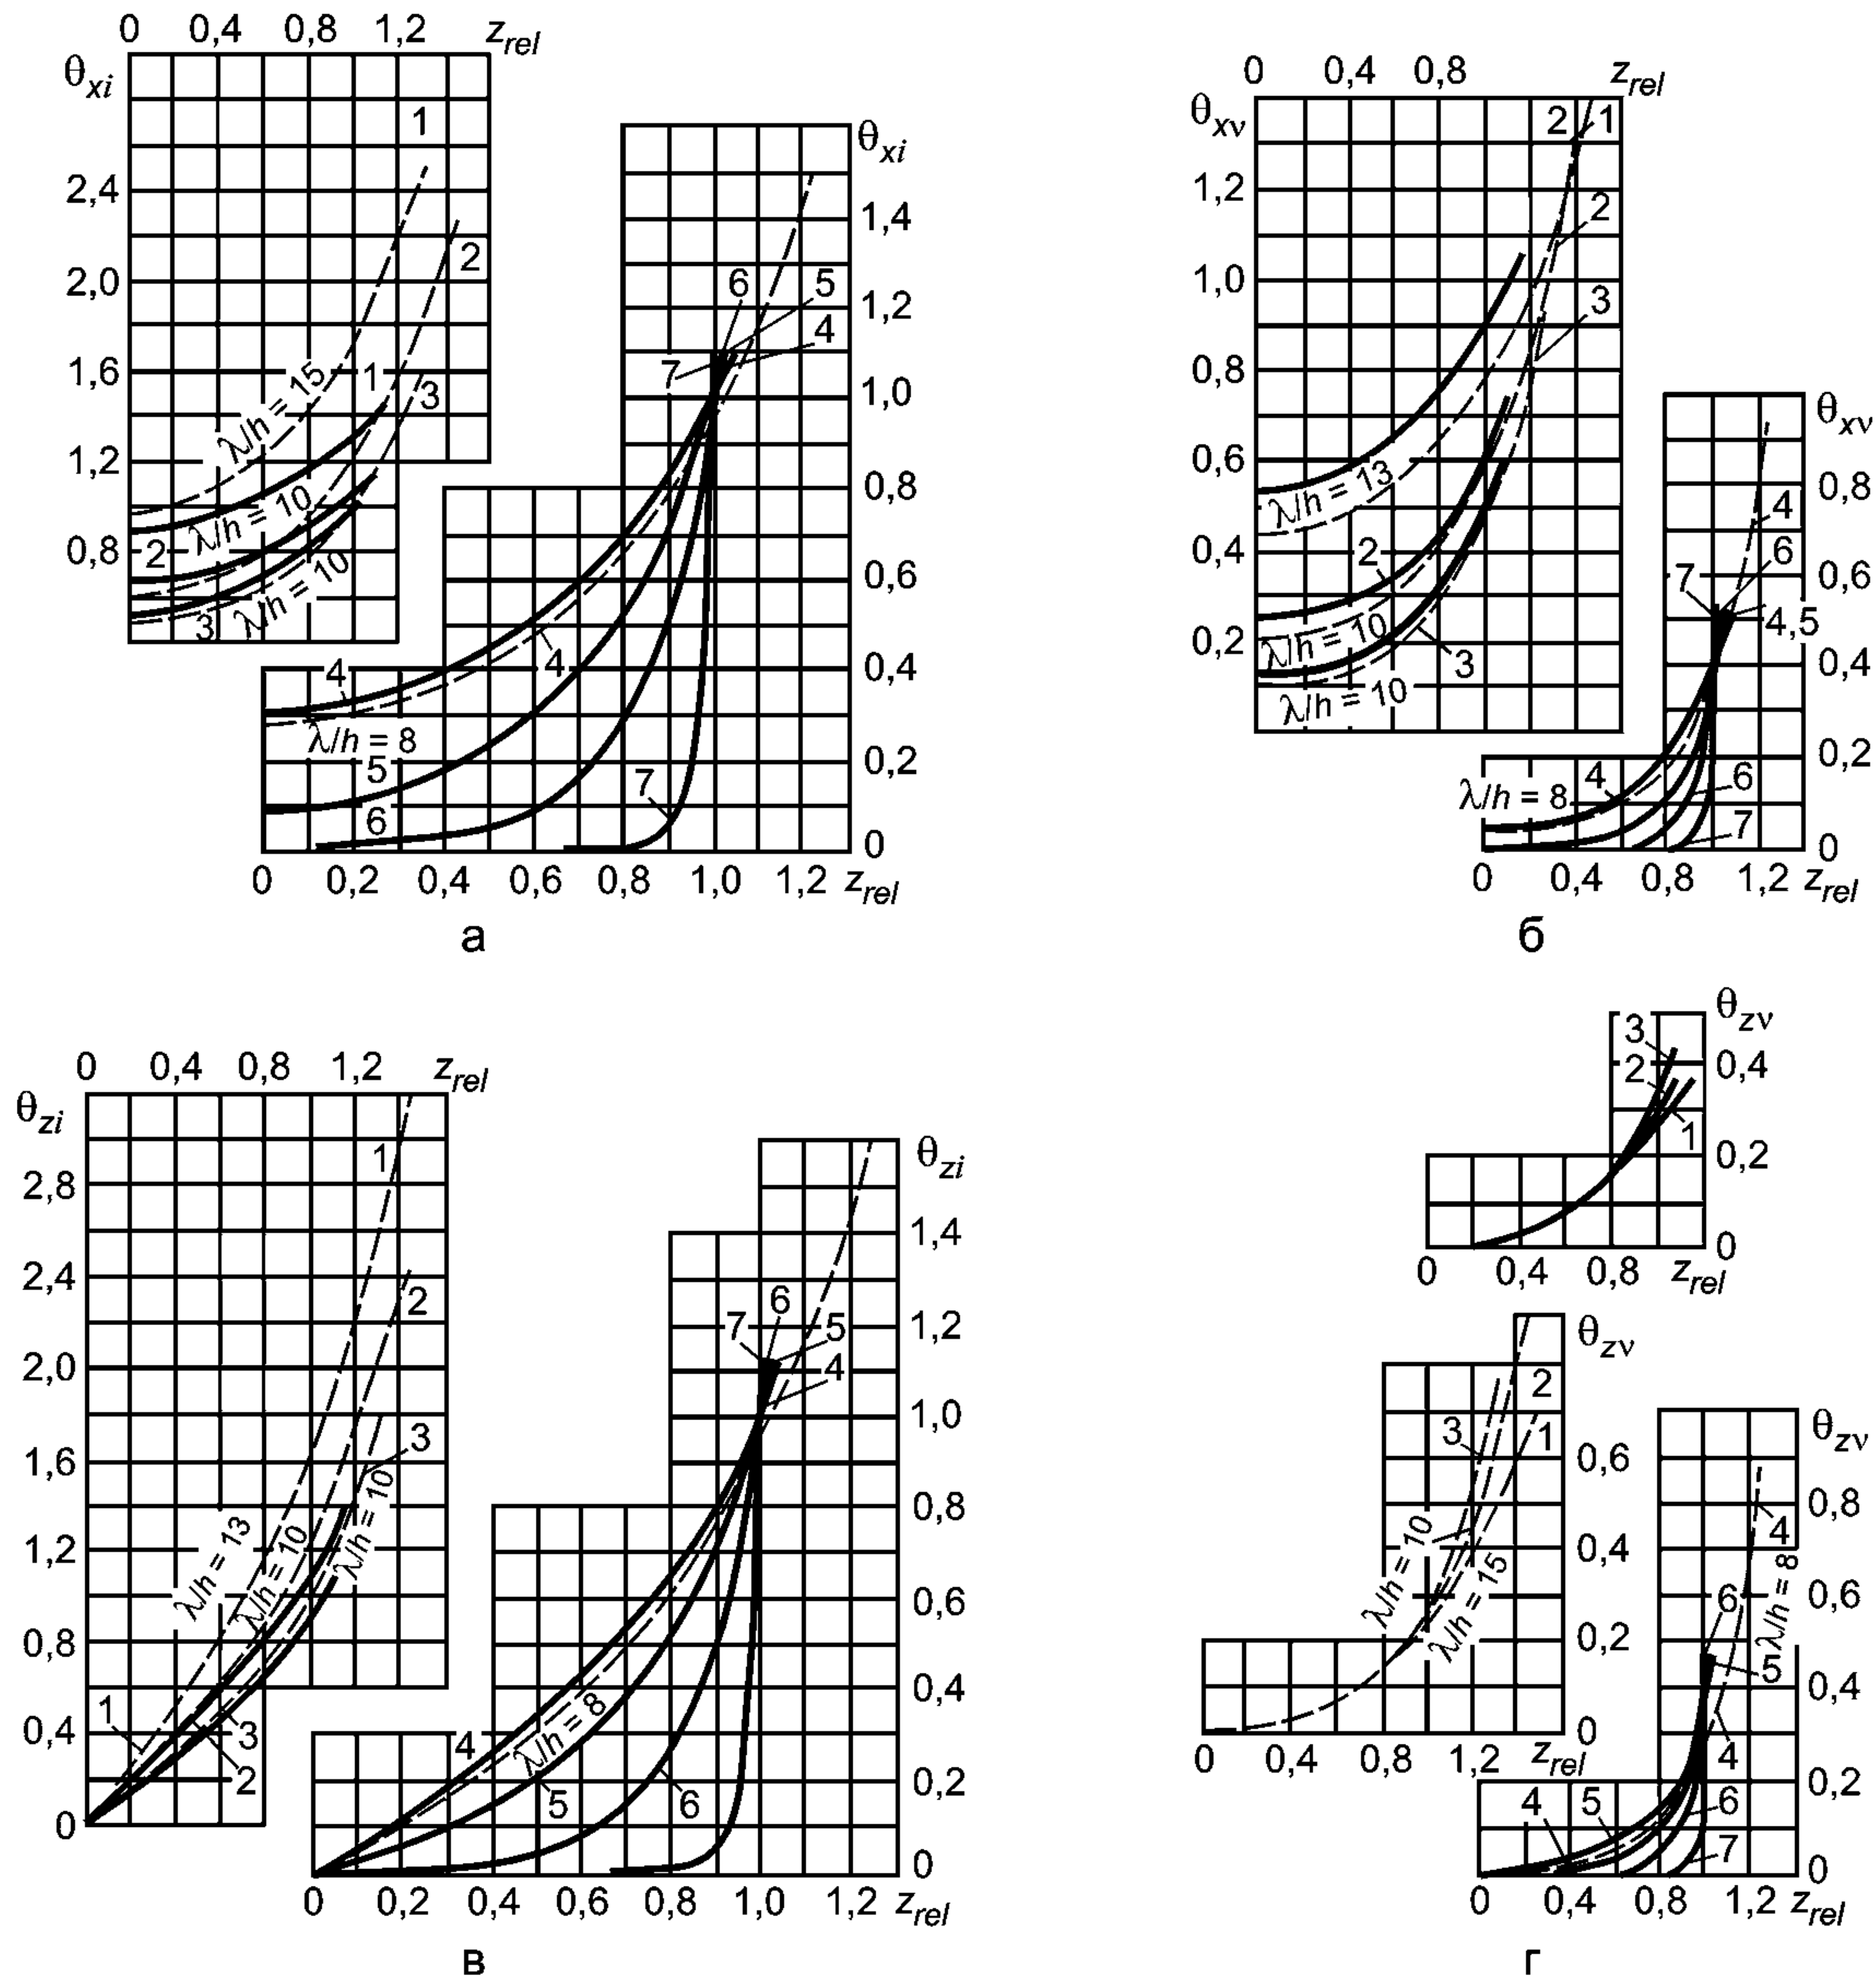 0 0,4 0,8 1,2 z_rel
θ_xi
2,4
2,0
1,6
1,2
0,8
1
2
λ/h = 15
1
3
λ/h = 10
2
λ/h = 10
3
θ_xi
1,4
1,2
1,0
0,8
0,6
0,4
0,2
0
6 5
4
7
4
4
λ/h = 8
5
6
7
0 0,2 0,4 0,6 0,8 1,0 1,2 z_rel
а
0 0,4 0,8 z_rel
θ_xν
1,2
1,0
0,8
0,6
0,4
0,2
2 1
2
3
λ/h = 13
2
λ/h = 10
3
λ/h = 10
θ_xν
0,8
0,6
0,4
0,2
0
4
6
7
4,5
λ/h = 8
4
6
7
0 0,4 0,8 1,2 z_rel
б
0 0,4 0,8 1,2 z_rel
θ_zi
2,8
2,4
2,0
1,6
1,2
0,8
0,4
0
1
2
3
λ/h = 13
λ/h = 10
λ/h = 10
1
3
2
θ_zi
1,4
1,2
1,0
0,8
0,6
0,4
0,2
0
6
7 5
4
4
λ/h = 8
5
6
0 0,2 0,4 0,6 0,8 1,0 1,2 z_rel
в
θ_zν
0,4
0,2
0
3
2
1
0 0,4 0,8 z_rel
θ_zν
0,6
0,4
0,2
0
2
3 1
λ/h = 10
λ/h = 15
0 0,4 0,8 1,2 z_rel
θ_zν
0,8
0,6
0,4
0,2
0
4
λ/h = 8
6
5
4
4 5
6
7
0 0,4 0,8 1,2 z_rel
г